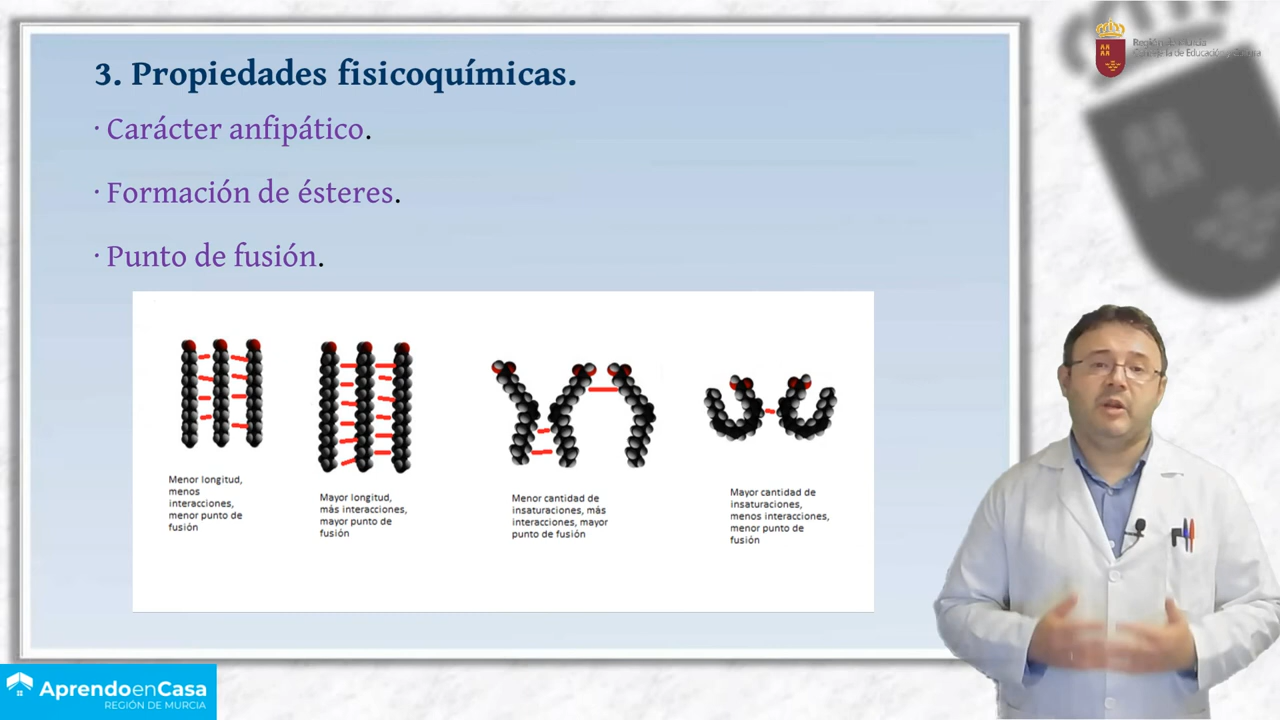 3. Propiedades fisicoquímicas.
· Carácter anfipático.
· Formación de ésteres.
· Punto de fusión.
Menor longitud,
menos
interacciones,
menor punto de
fusión
Mayor longitud,
más interacciones,
mayor punto de
fusión
Menor cantidad de
insaturaciones, más
interacciones, mayor
punto de fusión
Mayor cantidad de
insaturaciones,
menos interacciones,
menor punto de
fusión
AprendoenCasa
REGIÓN DE MURCIA